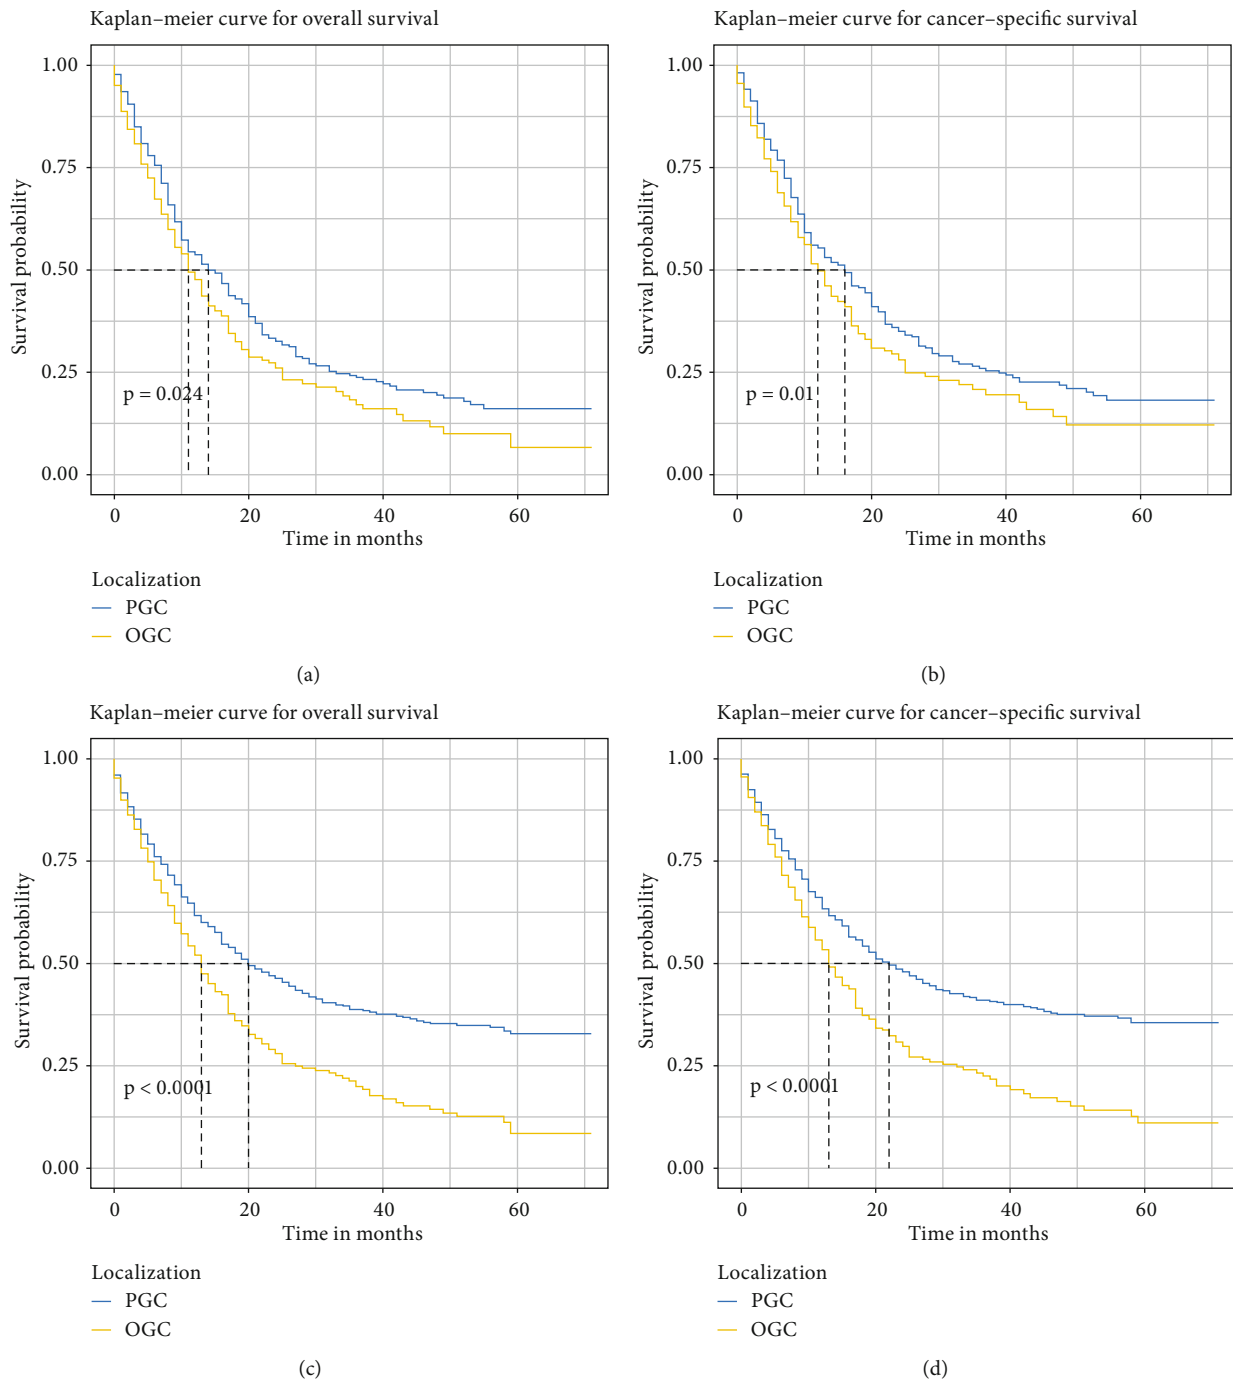 Kaplan–meier curve for overall survival
1.00
0.75
0.50
0.25
0.00
Survival probability
p = 0.024
0
20
40
60
Time in months
Localization
PGC
OGC
(a)
Kaplan–meier curve for cancer–specific survival
1.00
0.75
0.50
0.25
0.00
Survival probability
p = 0.01
0
20
40
60
Time in months
Localization
PGC
OGC
(b)
Kaplan–meier curve for overall survival
1.00
0.75
0.50
0.25
0.00
Survival probability
p < 0.0001
0
20
40
60
Time in months
Localization
PGC
OGC
(c)
Kaplan–meier curve for cancer–specific survival
1.00
0.75
0.50
0.25
0.00
Survival probability
p < 0.0001
0
20
40
60
Time in months
Localization
PGC
OGC
(d)